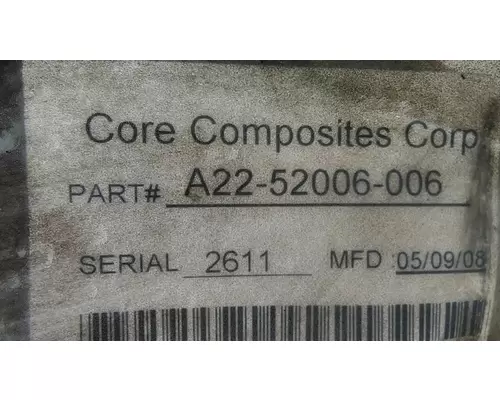 Core Composites Corp
PART# A22-52006-006
SERIAL 2611 MFD 05/09/08